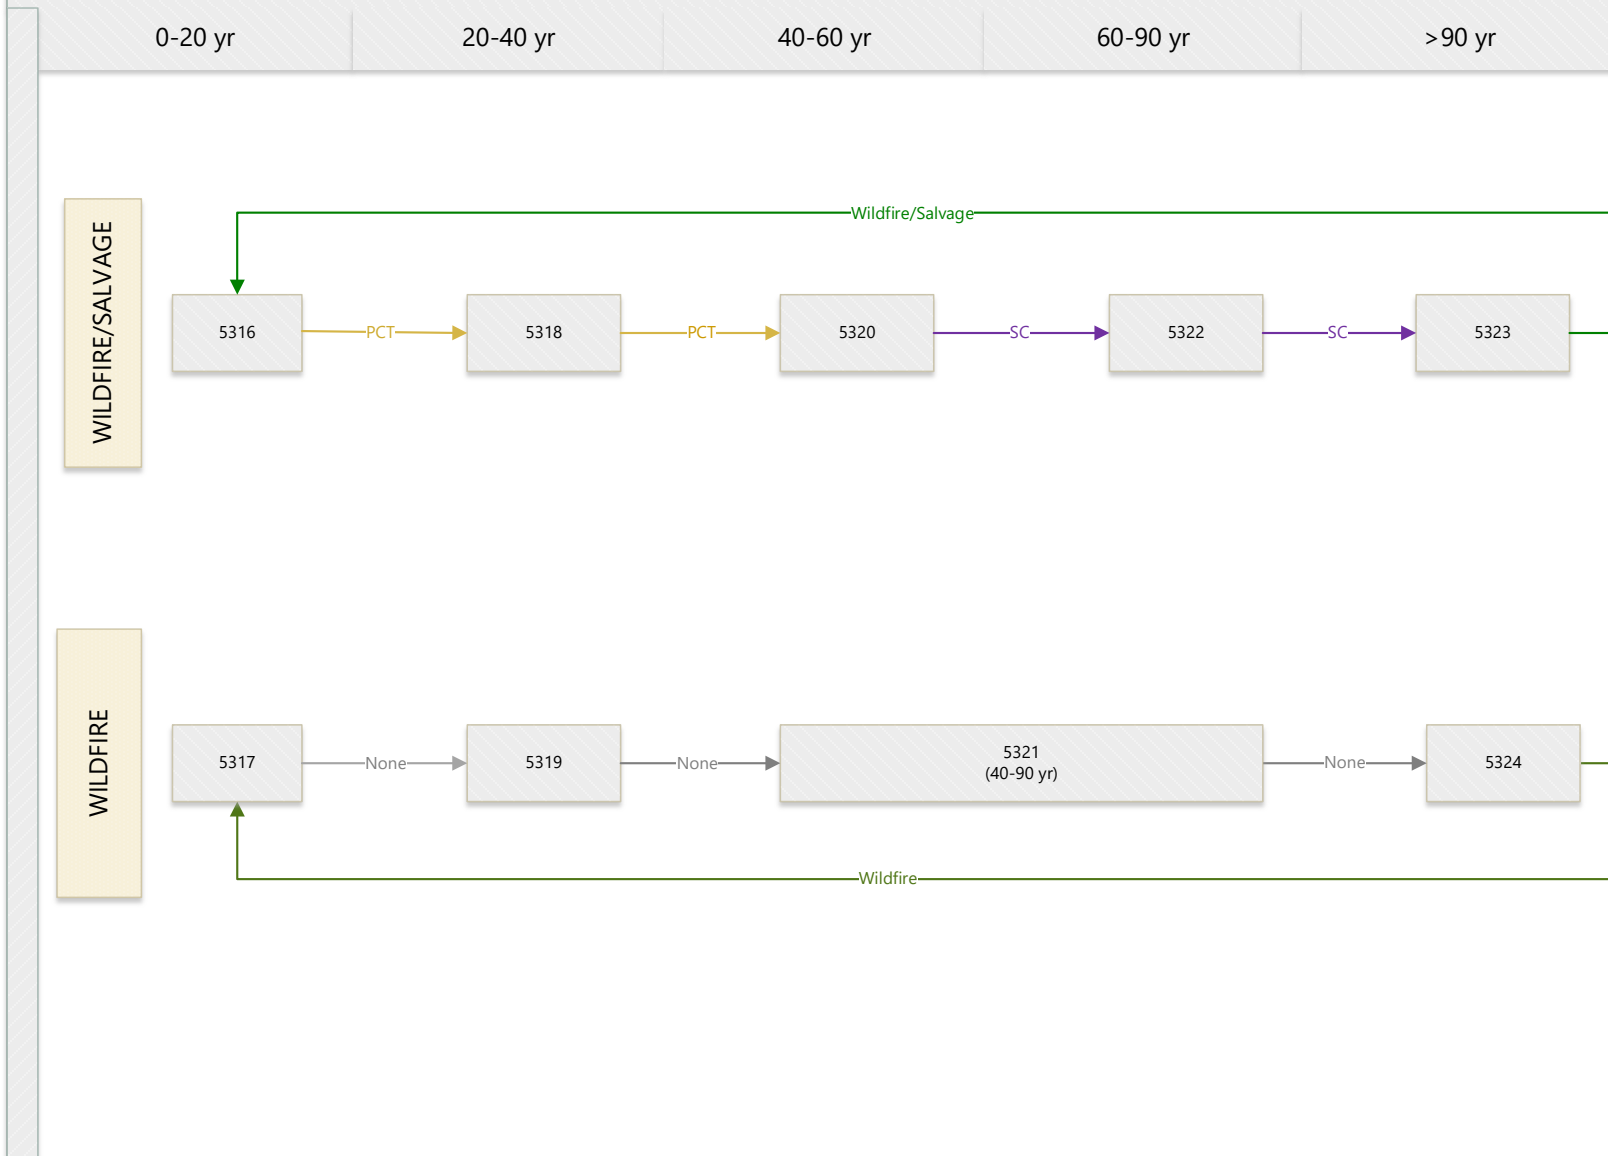 0-20 yr
20-40 yr
40-60 yr
60-90 yr
>90 yr
WILDFIRE/SALVAGE
Wildfire/Salvage
5316
PCT
5318
PCT
5320
SC
5322
SC
5323
WILDFIRE
5317
None
5319
None
5321
(40-90 yr)
None
5324
Wildfire